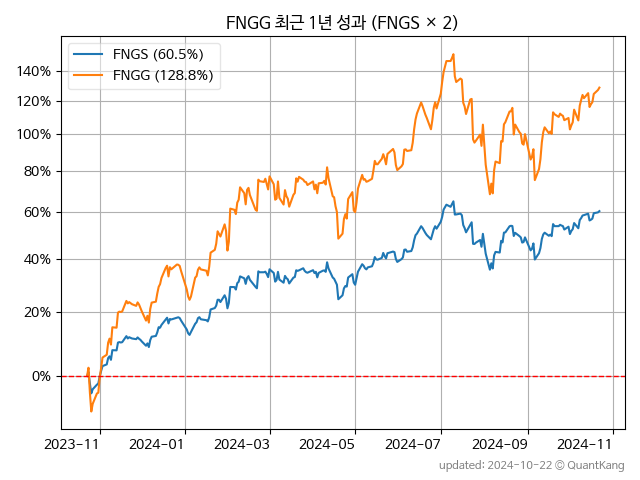 FNGG 최근 1년 성과 (FNGS × 2)
FNGS (60.5%)
FNGG (128.8%)
140%
120%
100%
80%
60%
40%
20%
0%
2023-11 2024-01 2024-03 2024-05 2024-07 2024-09 2024-11
updated: 2024-10-22 © QuantKang